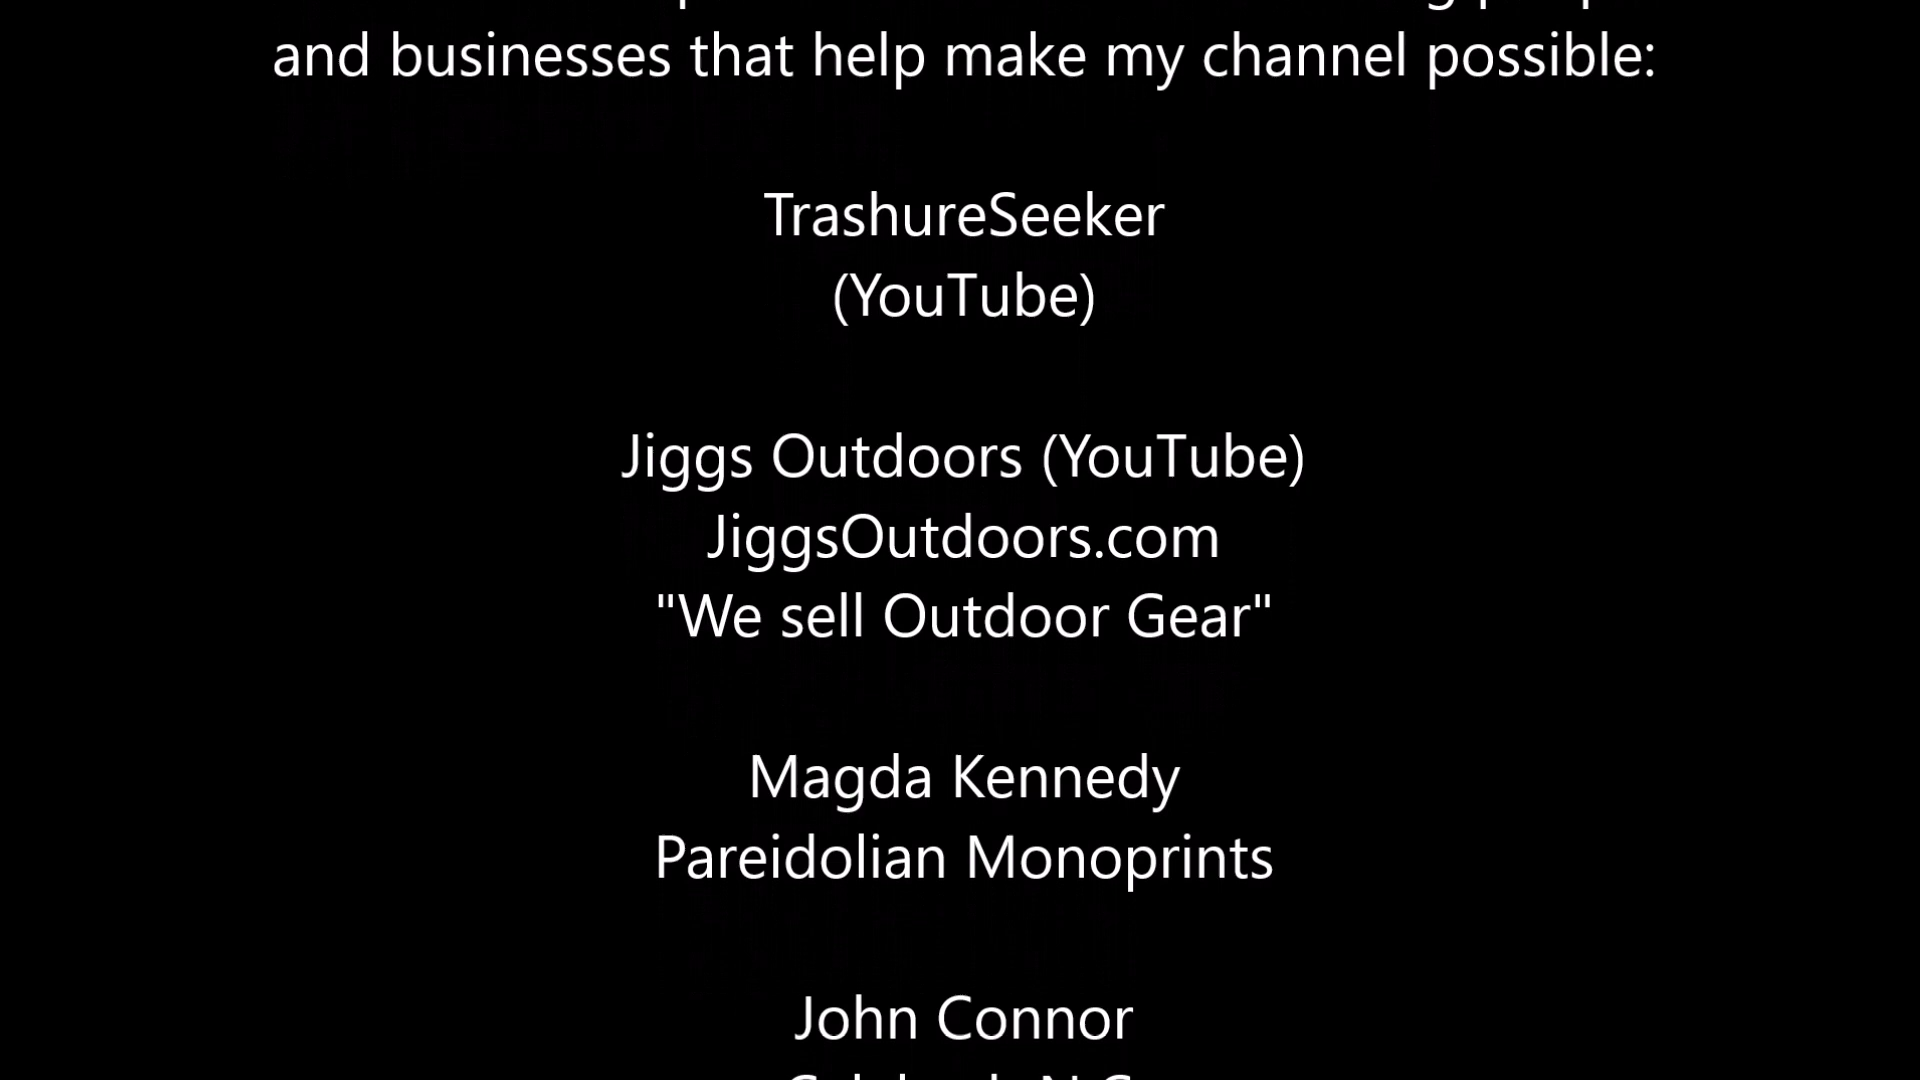 and businesses that help make my channel possible:
TrashureSeeker
(YouTube)
Jiggs Outdoors (YouTube)
JiggsOutdoors.com
"We sell Outdoor Gear"
Magda Kennedy
Pareidolian Monoprints
John Connor